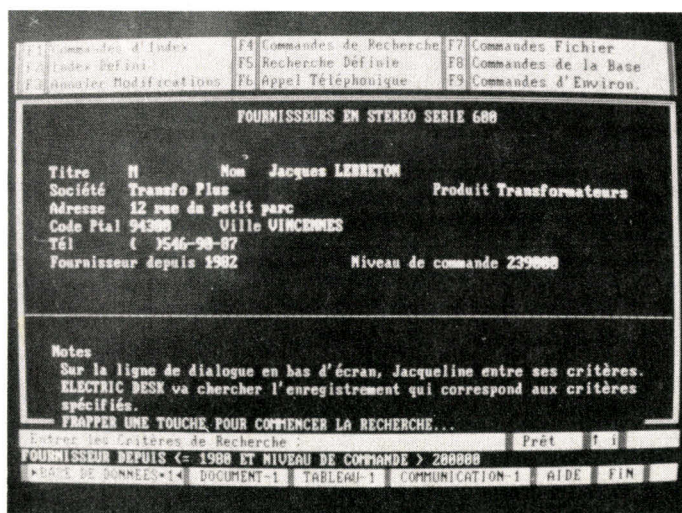 F1 Commandes d'Index F4 Commandes de Recherche F7 Commandes Fichier
F2 Index Défini F5 Recherche Définie F8 Commandes de la Base
F3 Annuler Modifications F6 Appel Téléphonique F9 Commandes d'Environ.
FOURNISSEURS EN STEREO SERIE 600
Titre M Nom Jacques LEBRETON
Société Transfo Plus Produit Transformateurs
Adresse 12 rue du petit parc
Code Ptal 94300 Ville VINCENNES
Tél ( )546-90-87
Fournisseur depuis 1982 Niveau de commande 239000
Notes
Sur la ligne de dialogue en bas d'écran, Jacqueline entre ses critères.
ELECTRIC DESK va chercher l'enregistrement qui correspond aux critères
spécifiés.
FRAPPER UNE TOUCHE POUR COMMENCER LA RECHERCHE...
Entrer les Critères de Recherche : Prêt ↑ i
FOURNISSEUR DEPUIS <= 1980 ET NIVEAU DE COMMANDE > 200000
►BASE DE DONNEES*1◄ DOCUMENT-1 TABLEAU-1 COMMUNICATION-1 AIDE FIN